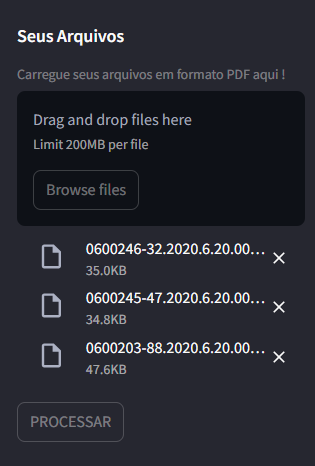 Seus Arquivos
Carregue seus arquivos em formato PDF aqui !
Drag and drop files here
Limit 200MB per file
Browse files
0600246-32.2020.6.20.00...
35.0KB
0600245-47.2020.6.20.00...
34.8KB
0600203-88.2020.6.20.00...
47.6KB
PROCESSAR